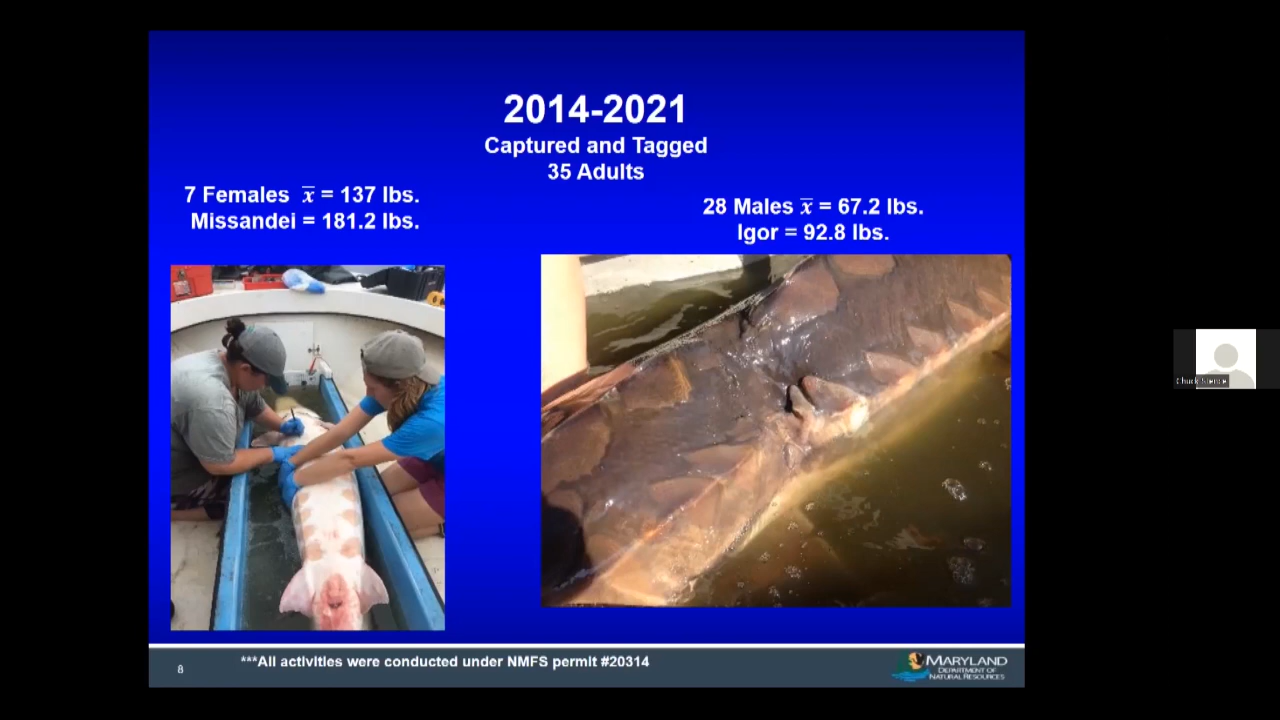 2014-2021
Captured and Tagged
35 Adults
7 Females x̅ = 137 lbs.
Missandei = 181.2 lbs.
28 Males x̅ = 67.2 lbs.
Igor = 92.8 lbs.
8
***All activities were conducted under NMFS permit #20314
MARYLAND
DEPARTMENT OF
NATURAL RESOURCES
Chuck